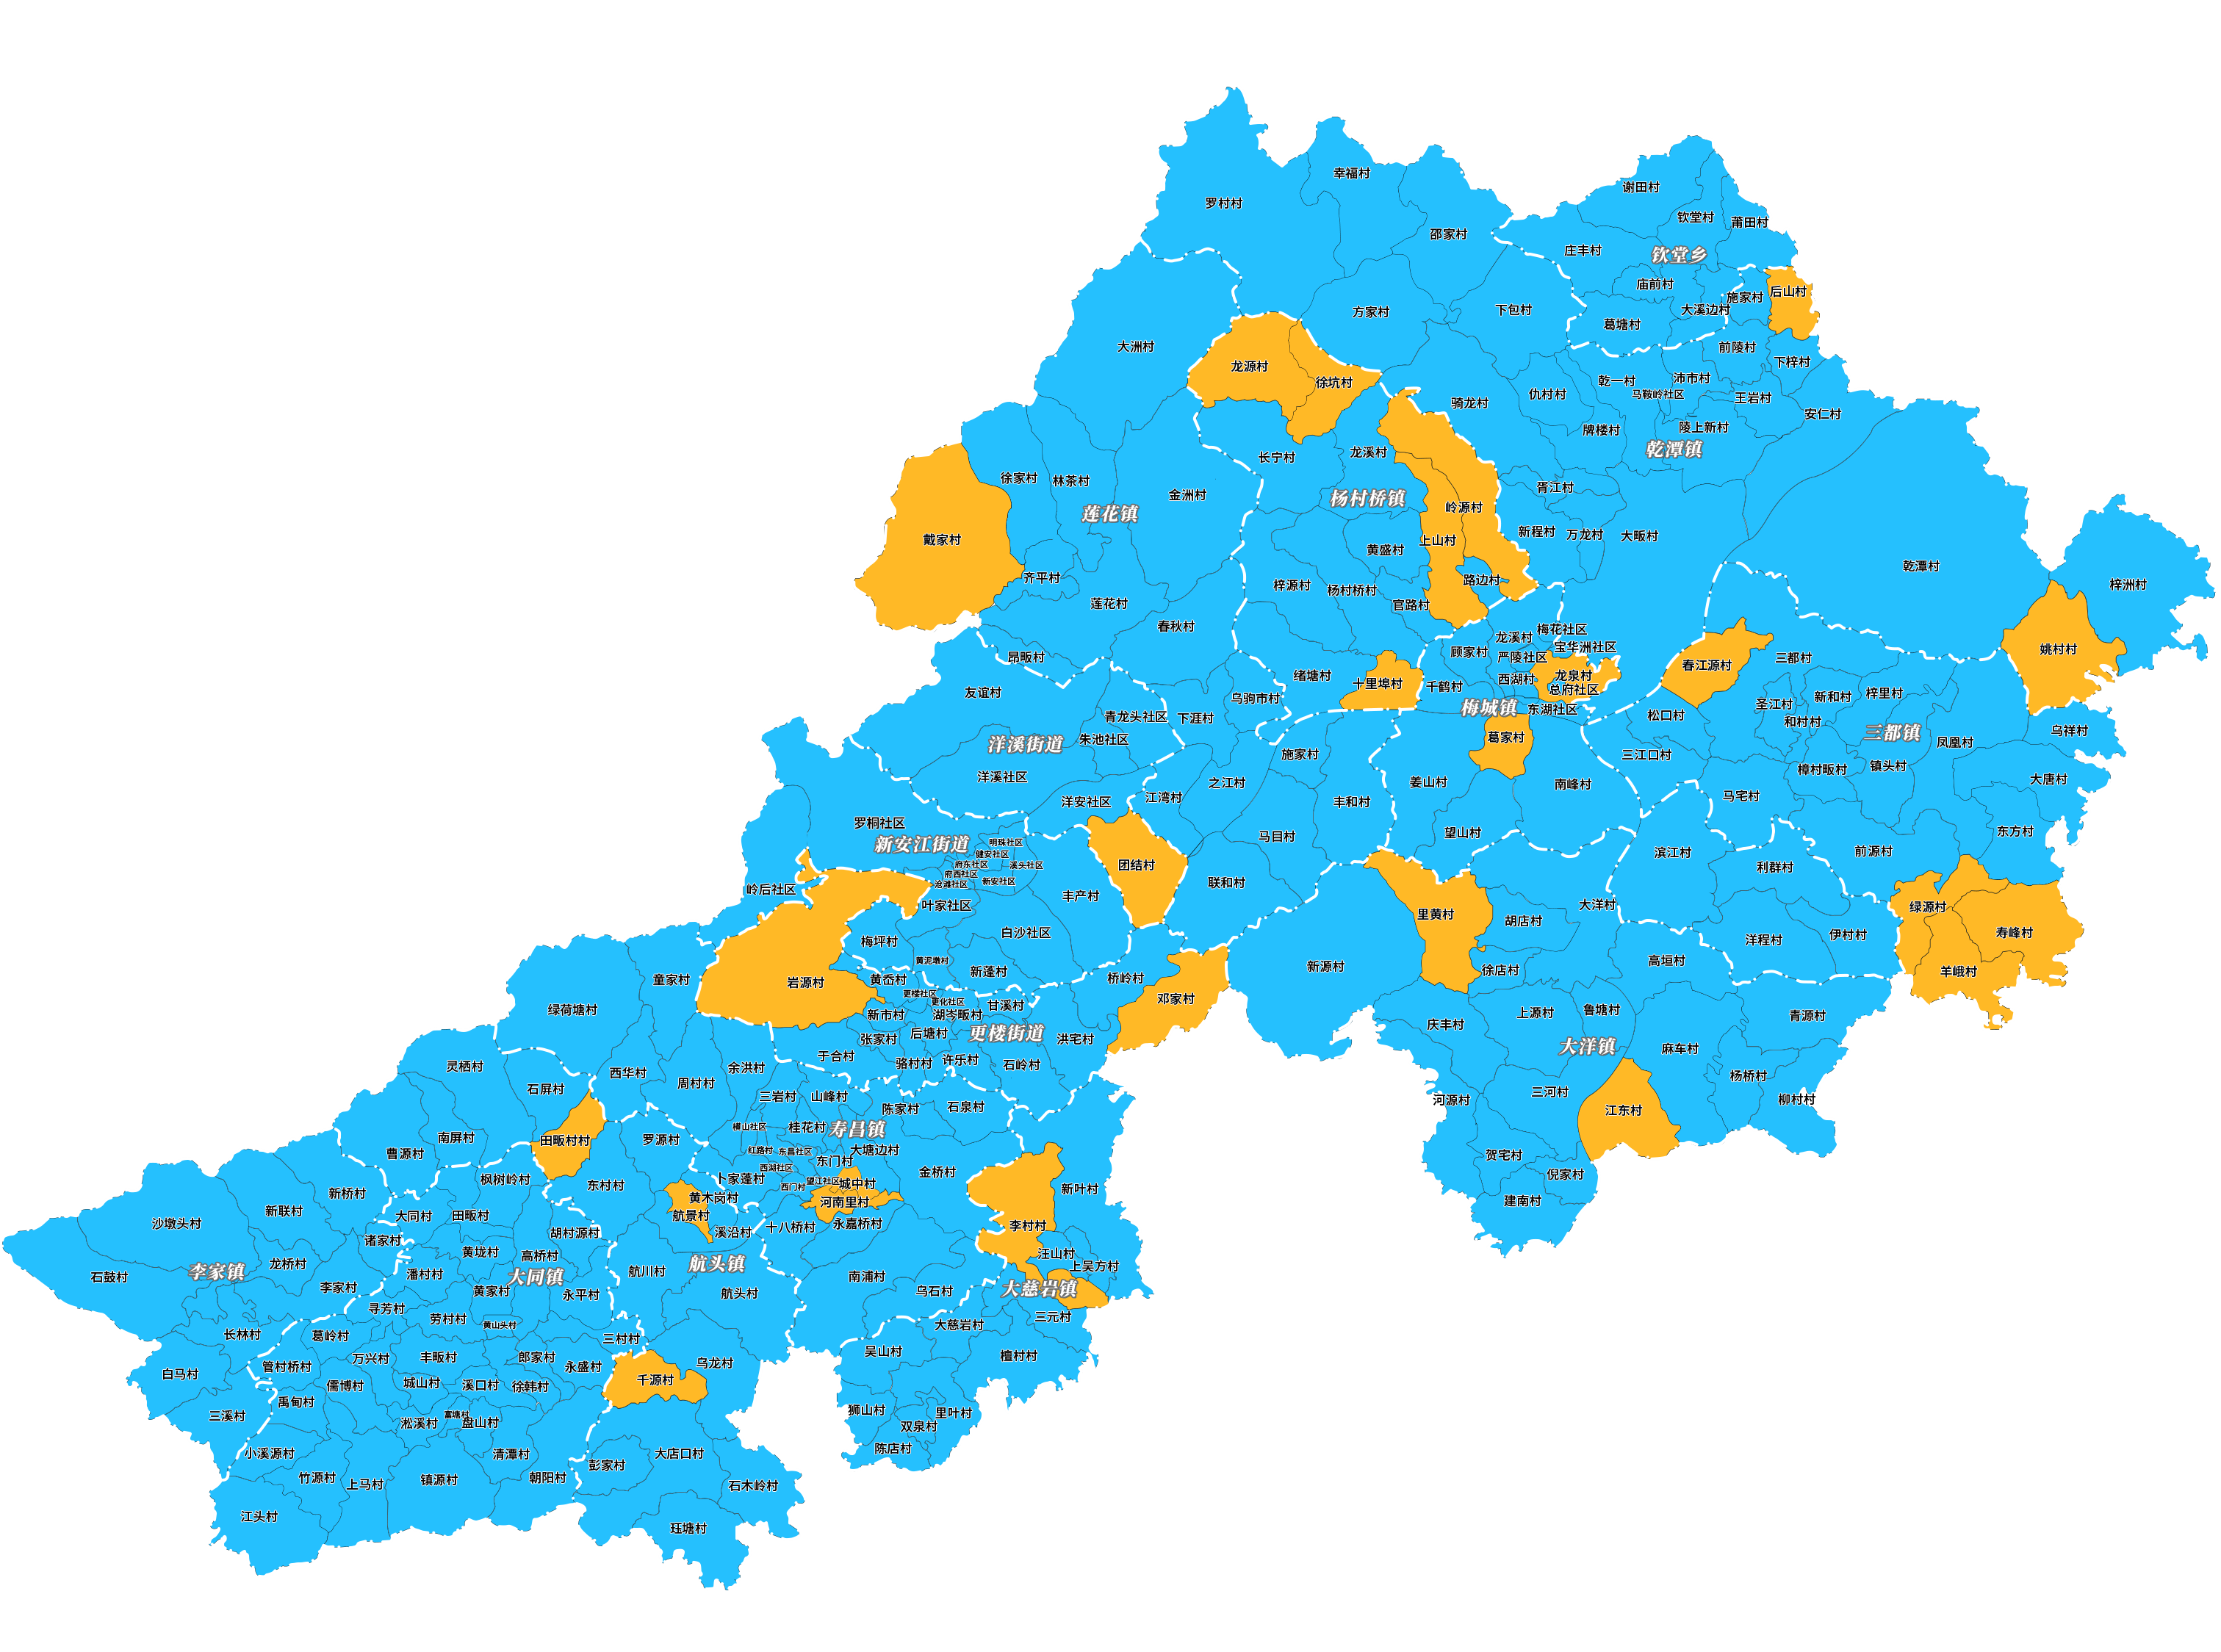 幸福村
谢田村
罗村村
钦堂村
莆田村
邵家村
庄丰村
钦堂乡
庙前村
后山村
施家村
大溪边村
下包村
方家村
葛塘村
大洲村
前陵村
下梓村
龙源村
徐坑村
乾一村
沛市村
仇村村
马鞍岭社区
王岩村
骑龙村
安仁村
牌楼村
陵上新村
乾潭镇
龙溪村
长宁村
徐家村
林茶村
胥江村
金洲村
杨村桥镇
岭源村
莲花镇
新程村
万龙村
大畈村
戴家村
上山村
黄盛村
乾潭村
齐平村
路边村
梓洲村
梓源村
杨村桥村
莲花村
官路村
春秋村
梅花社区
龙溪村
宝华洲社区
姚村村
顾家村
严陵社区
昂畈村
三都村
春江源村
绪塘村
龙泉村
西湖村
十里埠村
千鹤村
总府社区
友谊村
新和村
梓里村
乌驹市村
圣江村
梅城镇
东湖社区
青龙头社区
下涯村
松口村
和村村
乌祥村
三都镇
葛家村
朱池社区
凤凰村
洋溪街道
施家村
三江口村
樟村畈村
镇头村
洋溪社区
之江村
姜山村
南峰村
大唐村
江湾村
马宅村
洋安社区
丰和村
罗桐社区
望山村
东方村
马目村
新安江街道
明珠社区
健安社区
滨江村
前源村
府东社区
溪头社区
团结村
利群村
府西社区
沧滩社区
新安社区
联和村
岭后社区
丰产村
叶家社区
大洋村
绿源村
里黄村
胡店村
白沙社区
寿峰村
伊村村
梅坪村
洋程村
黄泥墩村
高垣村
新源村
徐店村
新蓬村
羊峨村
童家村
黄岙村
桥岭村
岩源村
更楼社区
邓家村
更化社区
甘溪村
绿荷塘村
鲁塘村
上源村
新市村
湖岑畈村
青源村
庆丰村
更楼街道
后塘村
张家村
洪宅村
大洋镇
麻车村
于合村
许乐村
骆村村
石岭村
灵栖村
余洪村
西华村
杨桥村
周村村
石屏村
三河村
三岩村
山峰村
河源村
柳村村
石泉村
陈家村
江东村
横山社区
桂花村
寿昌镇
南屏村
田畈村村
罗源村
红路村
东昌社区
大塘边村
曹源村
贺宅村
东门村
西湖社区
金桥村
倪家村
枫树岭村
卜家蓬村
望江社区
城中村
东村村
西门村
新叶村
新桥村
黄木岗村
建南村
河南里村
新联村
大同村
田畈村
航景村
沙墩头村
永嘉桥村
李村村
十八桥村
溪沿村
胡村源村
诸家村
黄垅村
汪山村
高桥村
龙桥村
航头镇
上吴方村
李家镇
航川村
潘村村
大同镇
石鼓村
南浦村
李家村
大慈岩镇
黄家村
乌石村
航头村
永平村
寻芳村
三元村
劳村村
黄山头村
大慈岩村
长林村
葛岭村
三村村
吴山村
郎家村
檀村村
丰畈村
万兴村
乌龙村
管村桥村
永盛村
白马村
千源村
城山村
溪口村
徐韩村
儒博村
禹甸村
狮山村
里叶村
三溪村
富塘村
淞溪村
盘山村
双泉村
陈店村
小溪源村
清潭村
大店口村
彭家村
竹源村
朝阳村
镇源村
上马村
石木岭村
江头村
珏塘村